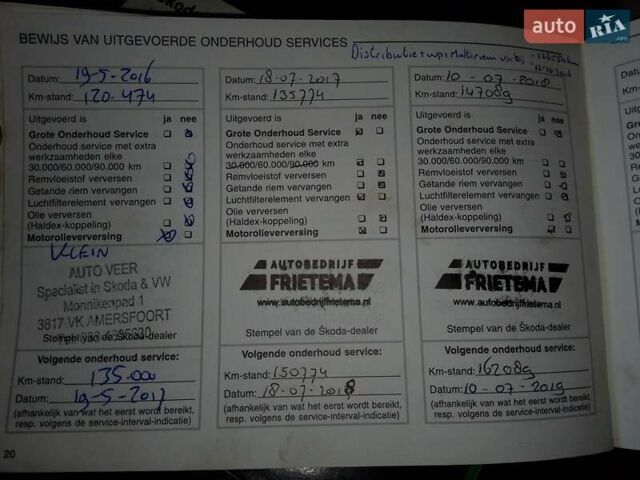 Škoda
auto RIA.com
BEWIJS VAN UITGEVOERDE ONDERHOUD SERVICES
Distributie + wp + Multiriem
Datum: 19-5-2016
Km-stand: 120-474
Uitgevoerd is ja nee
Grote Onderhoud Service
Onderhoud service met extra
werkzaamheden elke
30.000/60.000/90.000 km
Remvloeistof verversen
Getande riem vervangen
Luchtfilterelement vervangen
Olie verversen
(Haldex-koppeling)
Motorolieverversing
KLEIN
AUTO VEER
Specialist in Skoda & VW
Monnikenpad 1
3817 VK AMERSFOORT
Stempel van de Škoda-dealer
Volgende onderhoud service:
Km-stand: 135.000
Datum: 19-5-2017
(afhankelijk van wat het eerst wordt bereikt,
resp. volgens de service-interval-indicatie)
Datum: 18-07-2017
Km-stand: 135774
Uitgevoerd is ja nee
Grote Onderhoud Service
Onderhoud service met extra
werkzaamheden elke
30.000/60.000/90.000 km
Remvloeistof verversen
Getande riem vervangen
Luchtfilterelement vervangen
Olie verversen
(Haldex-koppeling)
Motorolieverversing
AUTOBEDRIJF
FRIETEMA
www.autobedrijffrietema.nl
Stempel van de Škoda-dealer
Volgende onderhoud service:
Km-stand: 150774
Datum: 18-07-2018
(afhankelijk van wat het eerst wordt bereikt,
resp. volgens de service-interval-indicatie)
Datum: 10-07-2018
Km-stand: 147089
Uitgevoerd is ja nee
Grote Onderhoud Service
Onderhoud service met extra
werkzaamheden elke
30.000/60.000/90.000 km
Remvloeistof verversen
Getande riem vervangen
Luchtfilterelement vervangen
Olie verversen
(Haldex-koppeling)
Motorolieverversing
AUTOBEDRIJF
FRIETEMA
www.autobedrijffrietema.nl
Stempel van de Škoda-dealer
Volgende onderhoud service:
Km-stand: 162089
Datum: 10-07-2019
(afhankelijk van wat het eerst wordt bereikt,
resp. volgens de service-interval-indicatie)
20